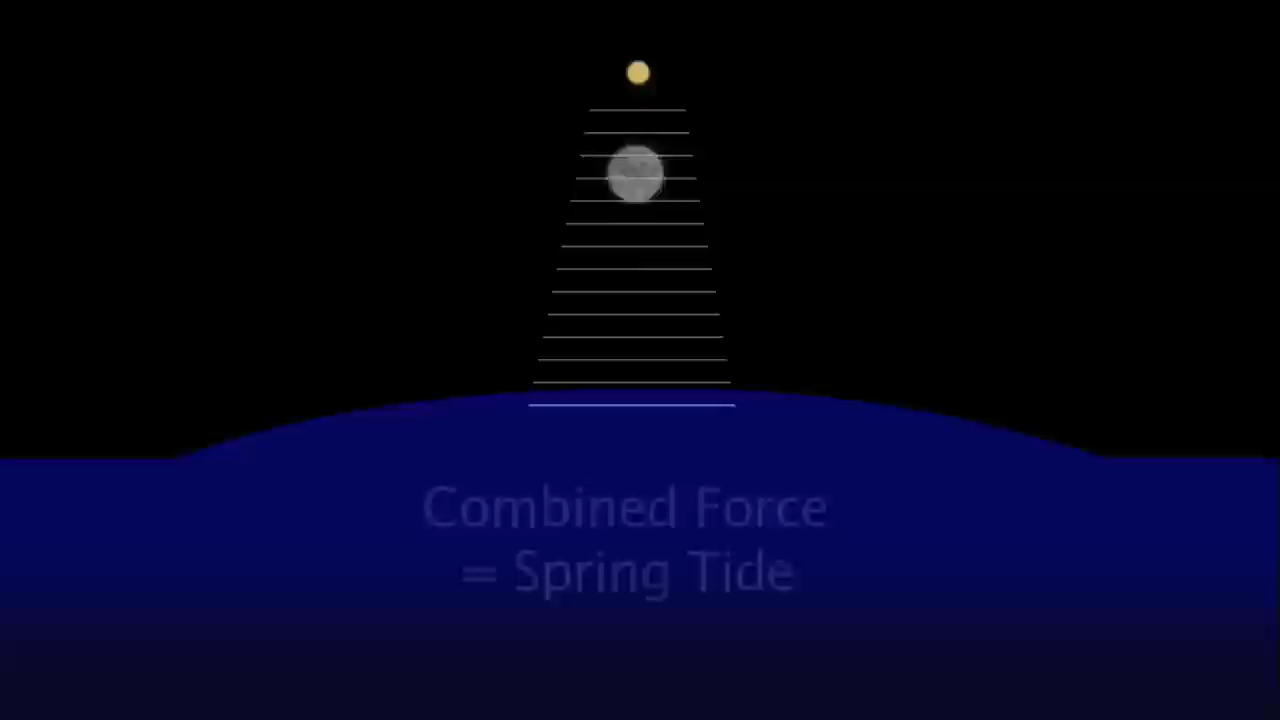 Combined Force
= Spring Tide